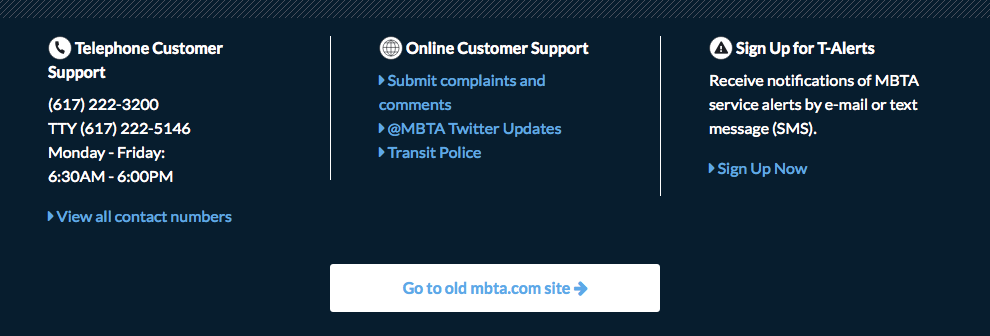 Telephone Customer
Support
(617) 222-3200
TTY (617) 222-5146
Monday - Friday:
6:30AM - 6:00PM
View all contact numbers
Online Customer Support
Submit complaints and
comments
@MBTA Twitter Updates
Transit Police
Sign Up for T-Alerts
Receive notifications of MBTA
service alerts by e-mail or text
message (SMS).
Sign Up Now
Go to old mbta.com site